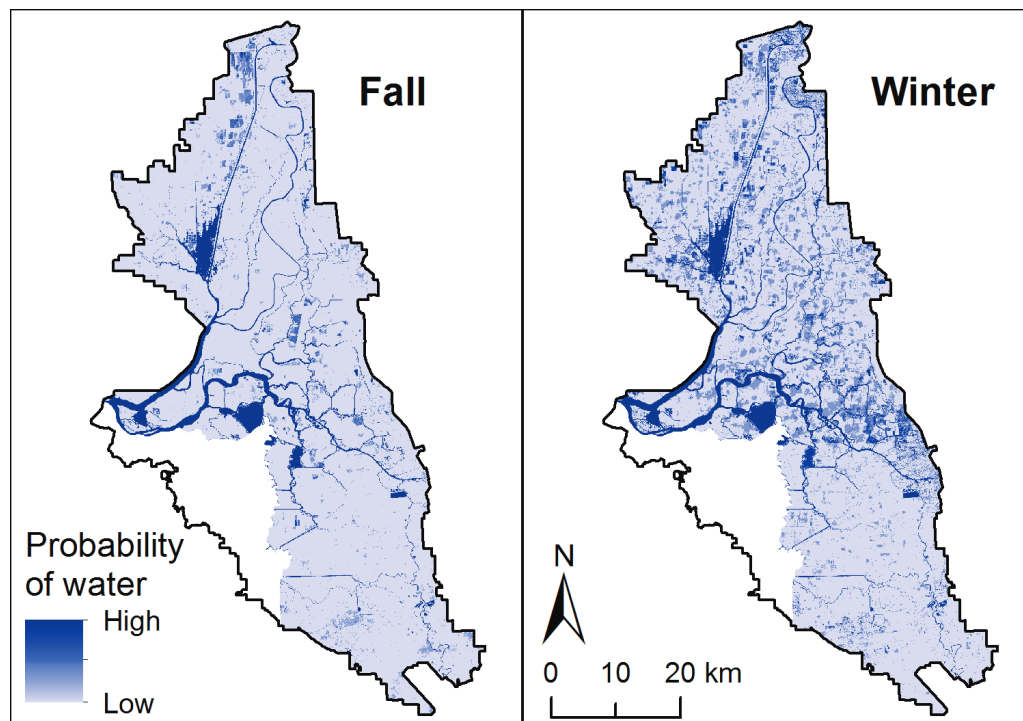 Fall
Winter
Probability
of water
High
Low
N
0 10 20 km